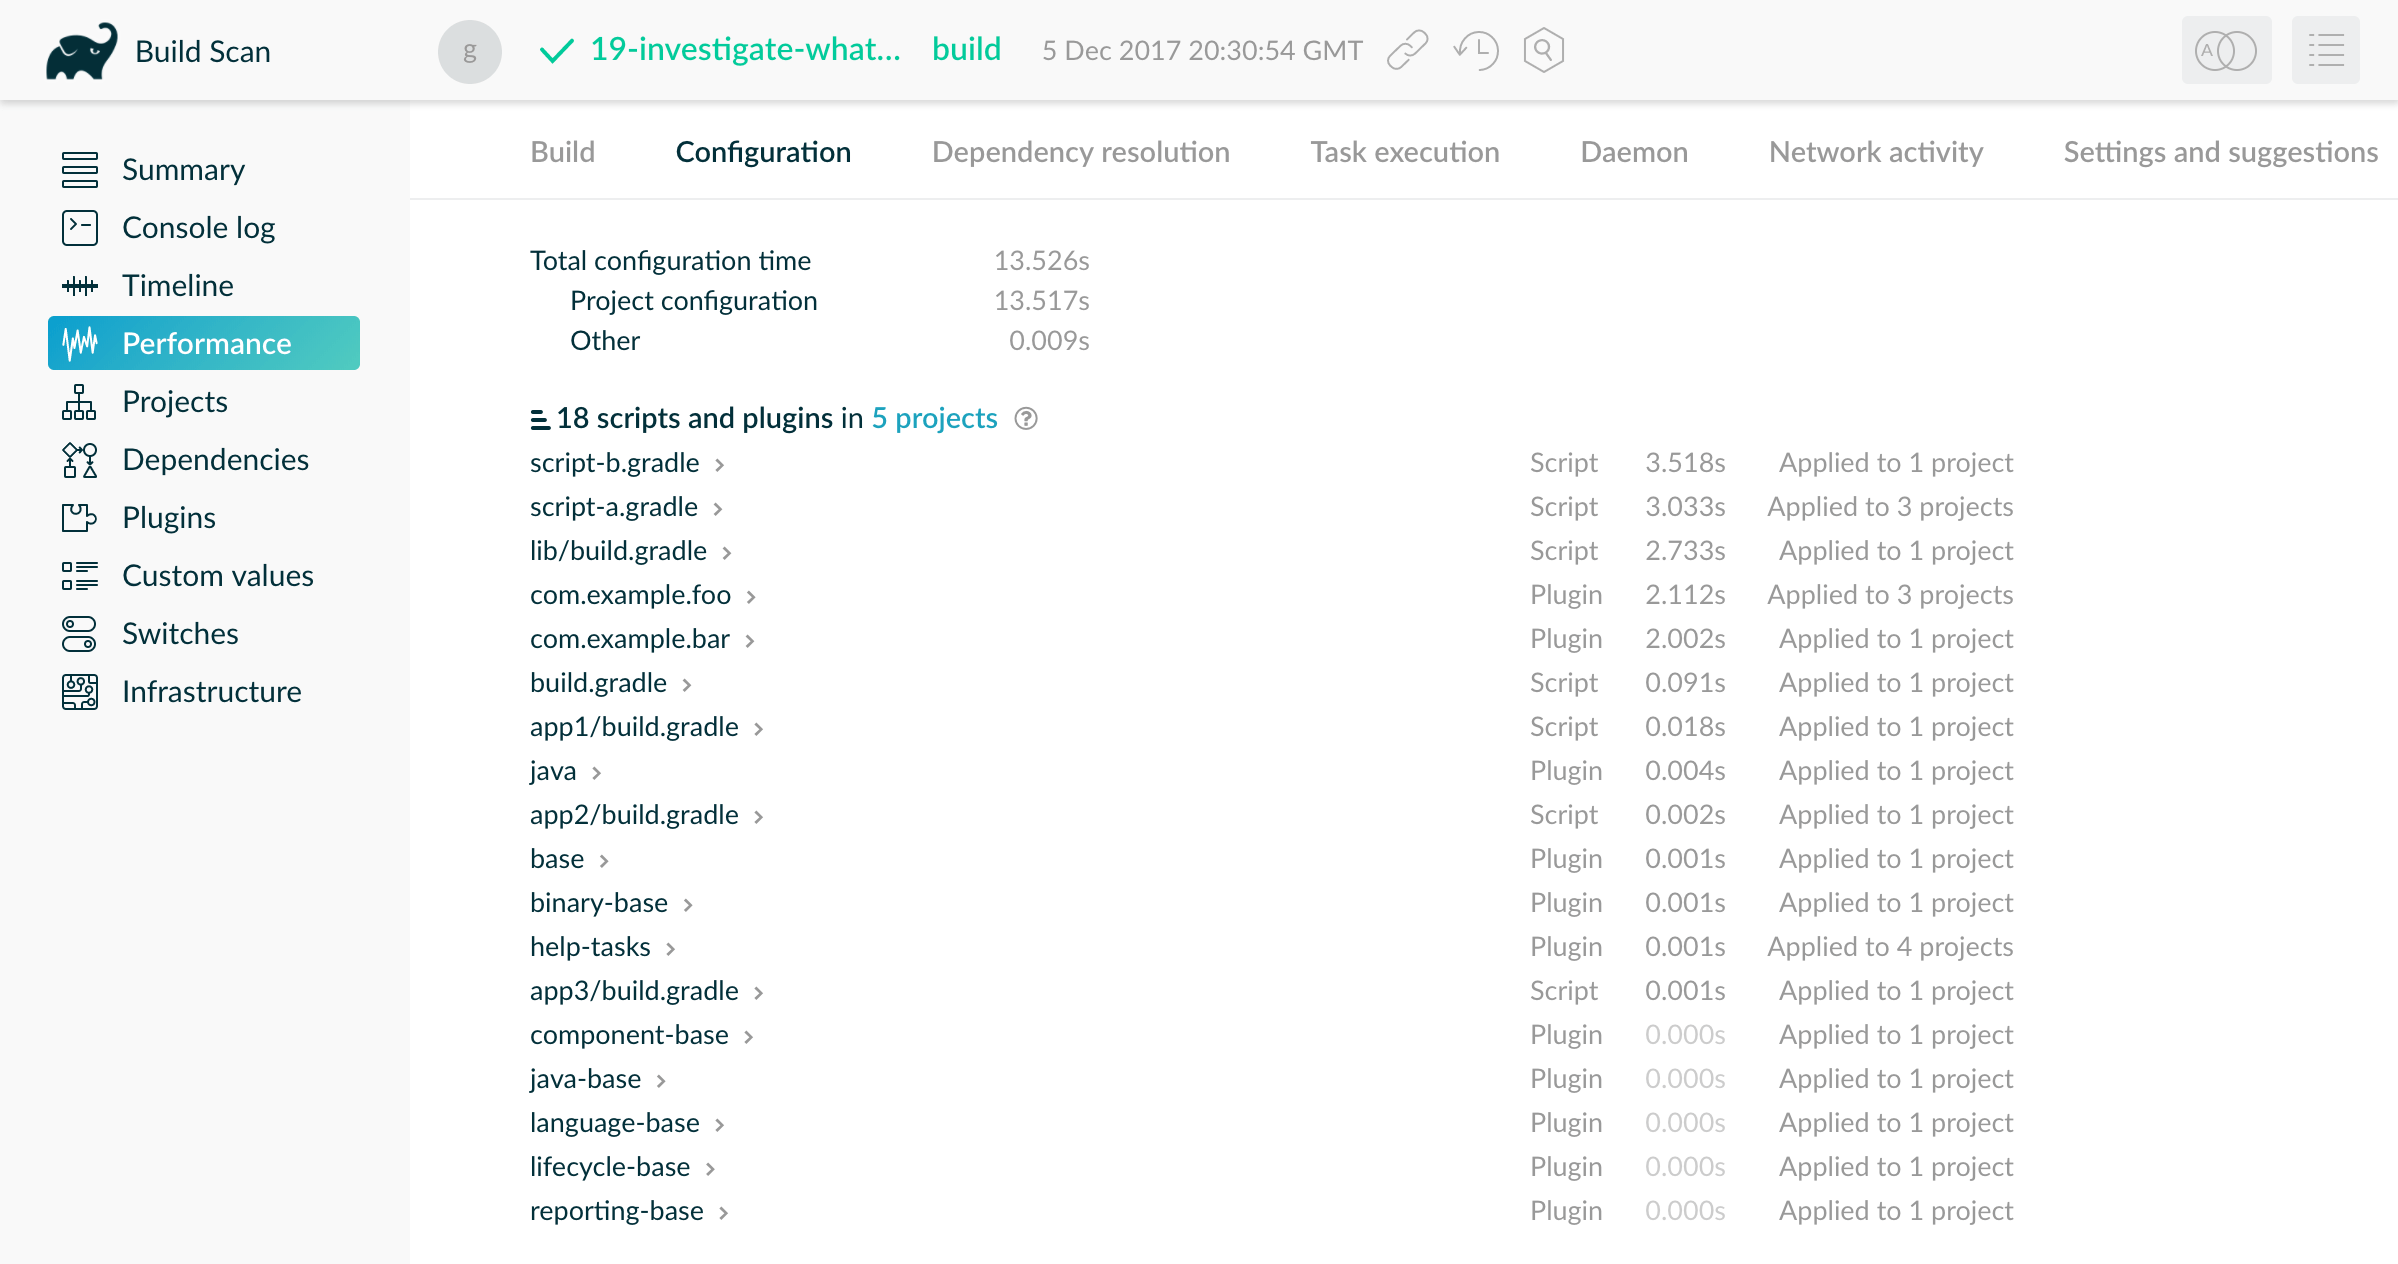 Build Scan
g 19-investigate-what... build 5 Dec 2017 20:30:54 GMT
A
Summary
Console log
Timeline
Performance
Projects
Dependencies
Plugins
Custom values
Switches
Infrastructure
Build Configuration Dependency resolution Task execution Daemon Network activity Settings and suggestions
Total configuration time 13.526s
Project configuration 13.517s
Other 0.009s
18 scripts and plugins in 5 projects ?
script-b.gradle Script 3.518s Applied to 1 project
script-a.gradle Script 3.033s Applied to 3 projects
lib/build.gradle Script 2.733s Applied to 1 project
com.example.foo Plugin 2.112s Applied to 3 projects
com.example.bar Plugin 2.002s Applied to 1 project
build.gradle Script 0.091s Applied to 1 project
app1/build.gradle Script 0.018s Applied to 1 project
java Plugin 0.004s Applied to 1 project
app2/build.gradle Script 0.002s Applied to 1 project
base Plugin 0.001s Applied to 1 project
binary-base Plugin 0.001s Applied to 1 project
help-tasks Plugin 0.001s Applied to 4 projects
app3/build.gradle Script 0.001s Applied to 1 project
component-base Plugin 0.000s Applied to 1 project
java-base Plugin 0.000s Applied to 1 project
language-base Plugin 0.000s Applied to 1 project
lifecycle-base Plugin 0.000s Applied to 1 project
reporting-base Plugin 0.000s Applied to 1 project